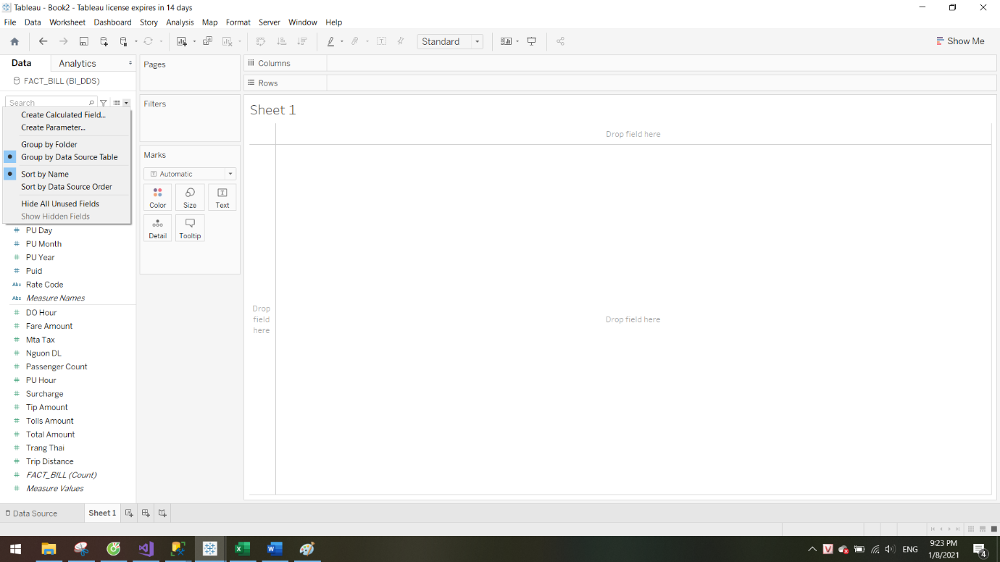 Tableau - Book2 - Tableau license expires in 14 days
File Data Worksheet Dashboard Story Analysis Map Format Server Window Help
Standard
Show Me
Data Analytics
FACT_BILL (BI_DDS)
Search
Create Calculated Field...
Create Parameter...
Group by Folder
Group by Data Source Table
Sort by Name
Sort by Data Source Order
Hide All Unused Fields
Show Hidden Fields
# PU Day
# PU Month
# PU Year
# Puid
Abc Rate Code
Abc Measure Names
# DO Hour
# Fare Amount
# Mta Tax
# Nguon DL
# Passenger Count
# PU Hour
# Surcharge
# Tip Amount
# Tolls Amount
# Total Amount
# Trang Thai
# Trip Distance
# FACT_BILL (Count)
# Measure Values
Pages
Filters
Marks
T Automatic
Color Size Text
Detail Tooltip
Columns
Rows
Sheet 1
Drop field here
Drop
field
here
Drop field here
Data Source Sheet 1
ENG
9:23 PM
1/8/2021
4